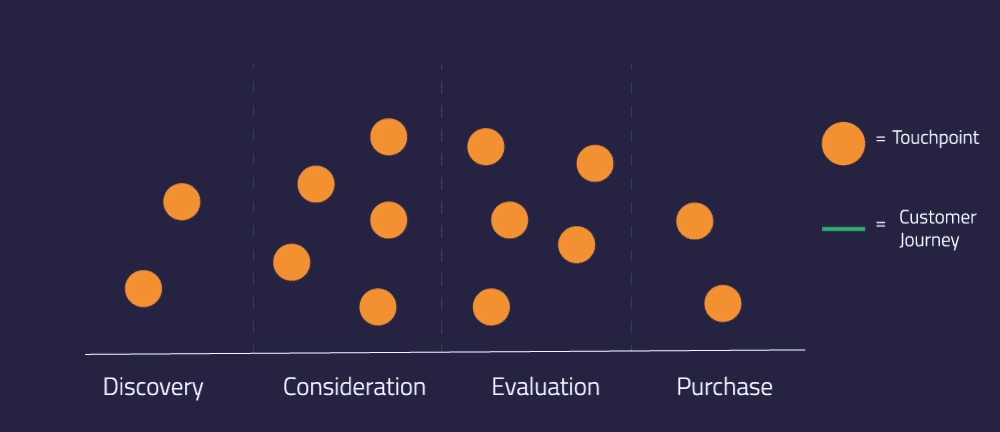 = Touchpoint
= Customer
Journey
Discovery
Consideration
Evaluation
Purchase